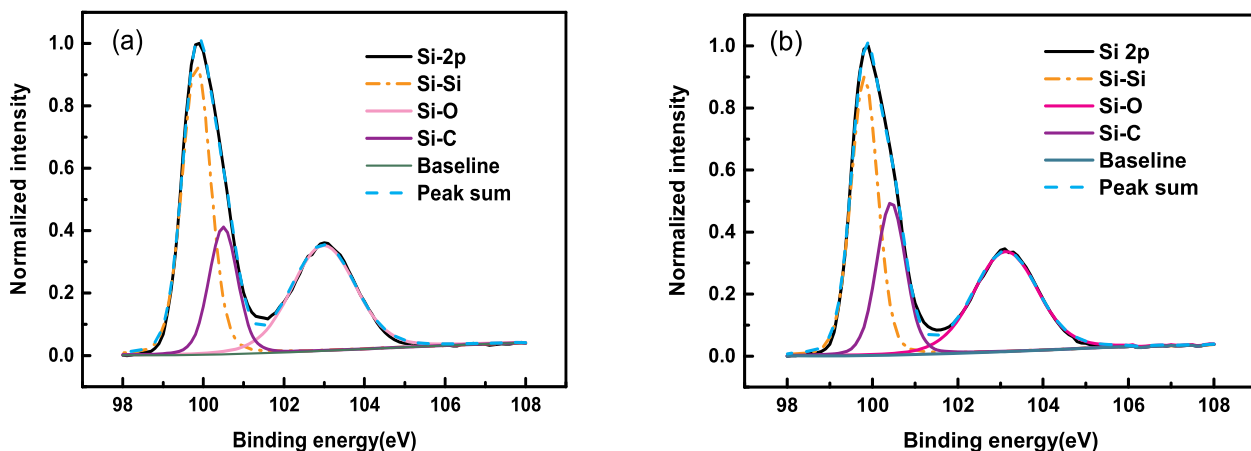 (a)
Si-2p
Si-Si
Si-O
Si-C
Baseline
Peak sum
1.0
0.8
0.6
0.4
0.2
0.0
Normalized intensity
98 100 102 104 106 108
Binding energy(eV)
(b)
Si 2p
Si-Si
Si-O
Si-C
Baseline
Peak sum
1.0
0.8
0.6
0.4
0.2
0.0
Normalized intensity
98 100 102 104 106 108
Binding energy(eV)